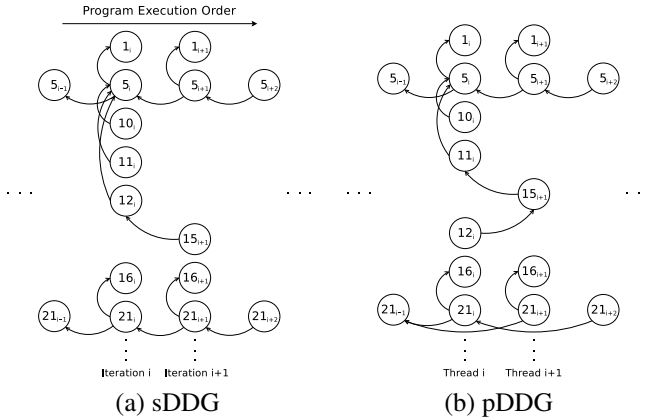 Program Execution Order
1i 1i+1
5i-1 5i 5i+1 5i+2
10i
11i
12i
15i+1
16i 16i+1
21i-1 21i 21i+1 21i+2
Iteration i Iteration i+1
(a) sDDG
1i 1i+1
5i-1 5i 5i+1 5i+2
10i
11i
15i+1
12i
16i 16i+1
21i-1 21i 21i+1 21i+2
Thread i Thread i+1
(b) pDDG